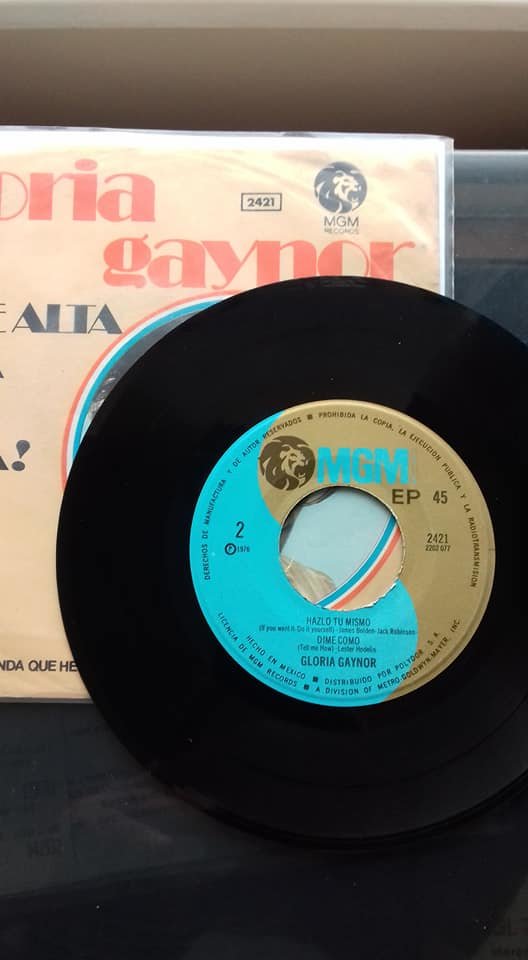 oria
gaynor
2421
MGM
RECORDS
E ALTA
A!
NDA QUE HE
DERECHOS DE MANUFACTURA Y DE AUTOR RESERVADOS ■ PROHIBIDA LA COPIA, LA EJECUCION PUBLICA Y LA RADIOTRANSMISION
MGM
EP 45
2
℗ 1976
2421
2202 077
HAZLO TU MISMO
(If you want it-Do it yourself) - James Bolden-Jack Robinson
DIME COMO
(Tell me How) - Lester Hodelin
GLORIA GAYNOR
HECHO EN MEXICO ■ DISTRIBUIDO POR POLYDOR S. A.
LICENCIA DE MGM RECORDS ■ A DIVISION OF METRO-GOLDWYN-MAYER, INC.